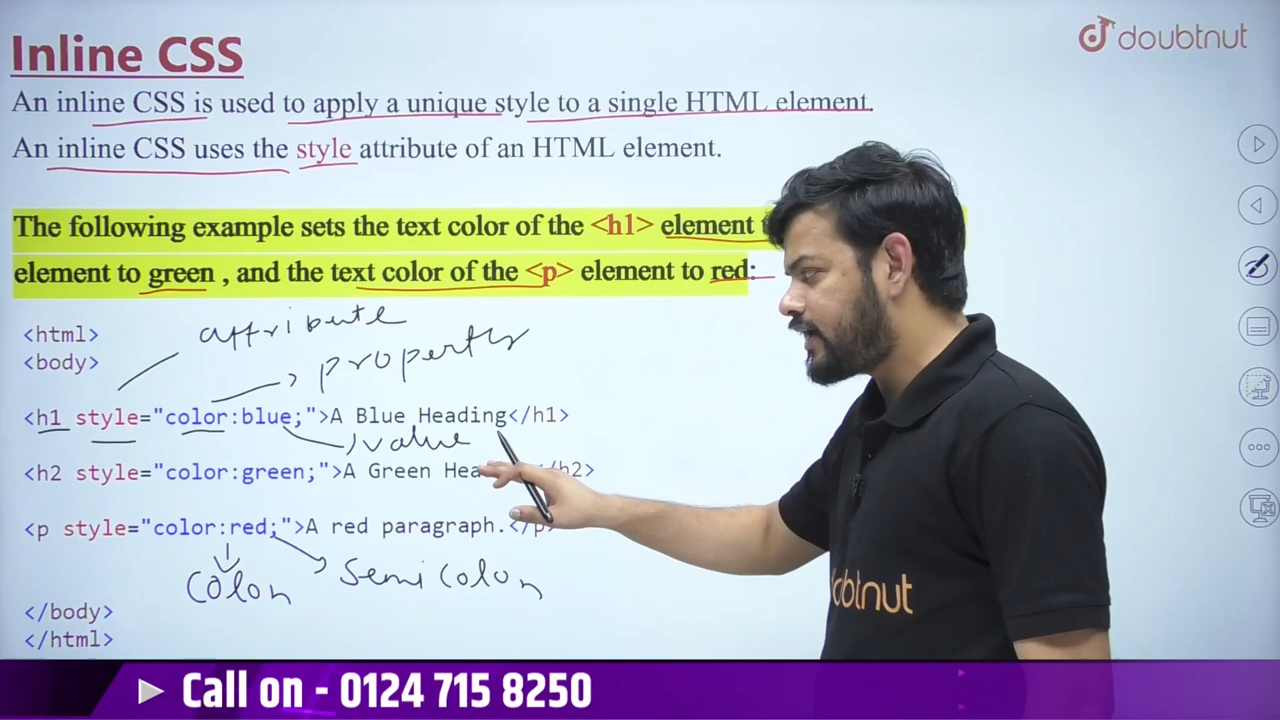 Inline CSS
doubtnut
An inline CSS is used to apply a unique style to a single HTML element.
An inline CSS uses the style attribute of an HTML element.
The following example sets the text color of the <h1> element
element to green , and the text color of the <p> element to red:
<html>
attribute
<body>
property
<h1 style="color:blue;">A Blue Heading</h1>
value
<h2 style="color:green;">A Green Hea /h2>
<p style="color:red;">A red paragraph.</p
Colon
Semi Colon
</body>
</html>
doubtnut
Call on - 0124 715 8250